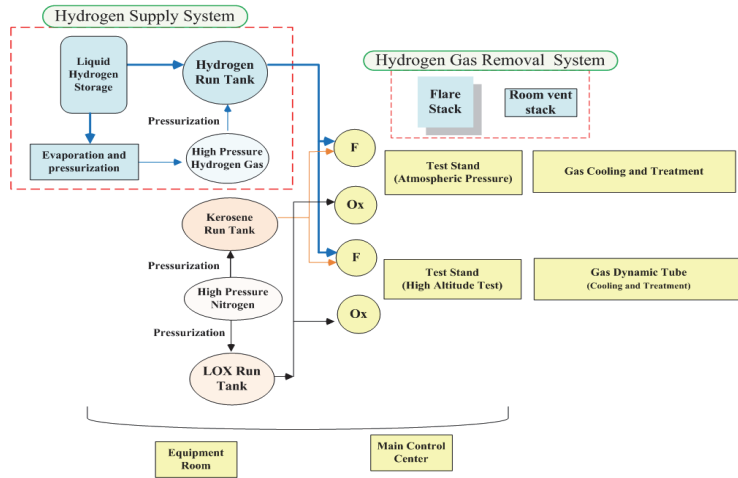 Hydrogen Supply System
Liquid
Hydrogen
Storage
Hydrogen
Run Tank
Pressurization
Evaporation and
pressurization
High Pressure
Hydrogen Gas
Hydrogen Gas Removal System
Flare
Stack
Room vent
stack
F
Test Stand
(Atmospheric Pressure)
Gas Cooling and Treatment
Ox
Kerosene
Run Tank
F
Pressurization
Test Stand
(High Altitude Test)
Gas Dynamic Tube
(Cooling and Treatment)
High Pressure
Nitrogen
Ox
Pressurization
LOX Run
Tank
Equipment
Room
Main Control
Center